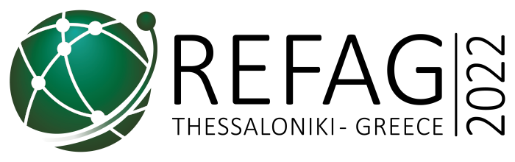 REFAG
THESSALONIKI - GREECE
2022